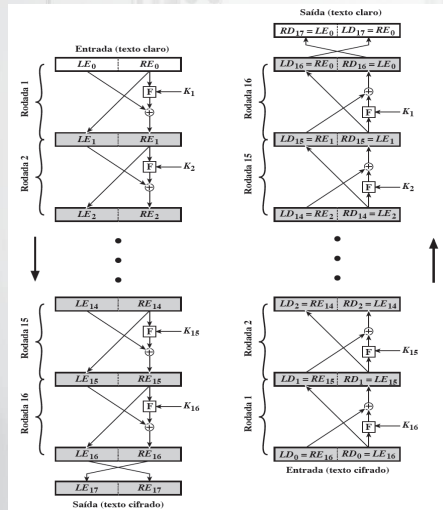 Entrada (texto claro)
LE0 RE0
Rodada 1
F
K1
LE1 RE1
Rodada 2
F
K2
LE2 RE2
LE14 RE14
Rodada 15
F
K15
LE15 RE15
Rodada 16
F
K16
LE16 RE16
LE17 RE17
Saída (texto cifrado)
Saída (texto claro)
RD17 = LE0 LD17 = RE0
LD16 = RE0 RD16 = LE0
Rodada 16
F
K1
LD15 = RE1 RD15 = LE1
Rodada 15
F
K2
LD14 = RE2 RD14 = LE2
LD2 = RE14 RD2 = LE14
Rodada 2
F
K15
LD1 = RE15 RD1 = LE15
Rodada 1
F
K16
LD0 = RE16 RD0 = LE16
Entrada (texto cifrado)